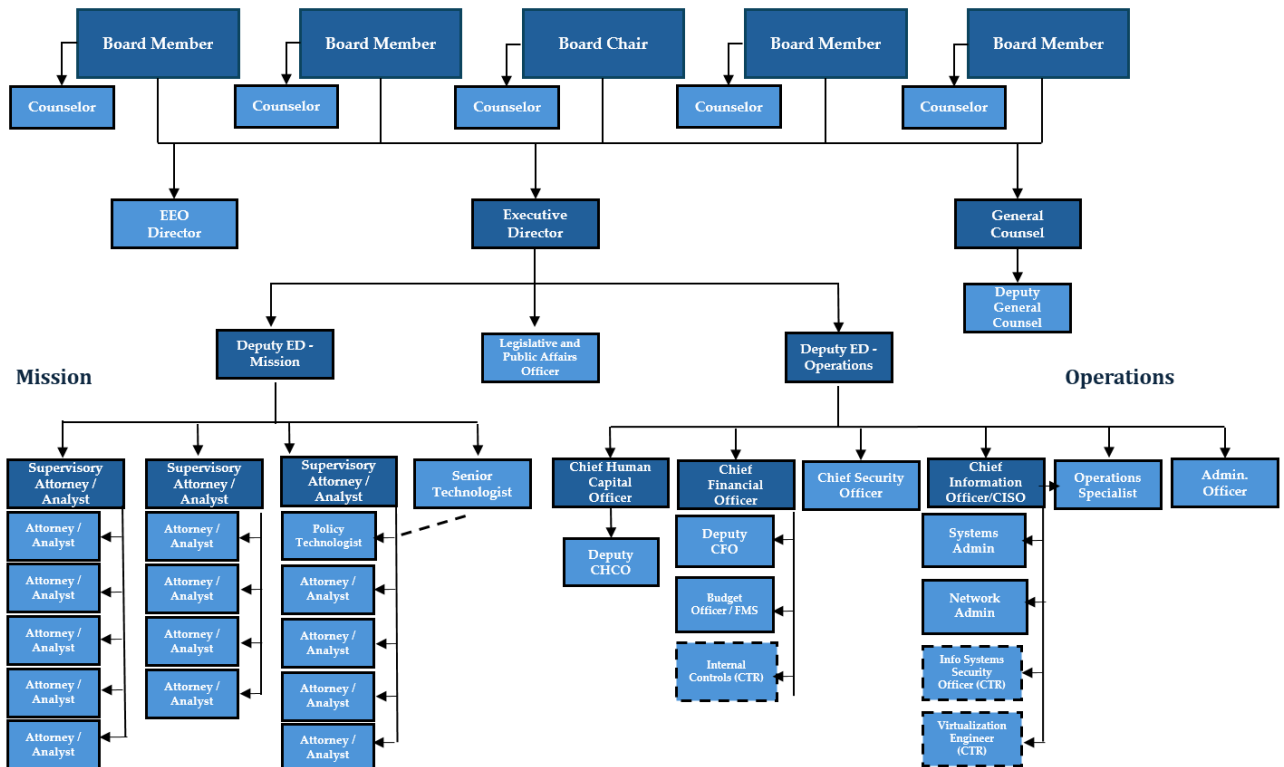 Board Member
Board Member
Board Chair
Board Member
Board Member
Counselor
Counselor
Counselor
Counselor
Counselor
EEO
Director
Executive
Director
General
Counsel
Deputy
General
Counsel
Deputy ED -
Mission
Legislative and
Public Affairs
Officer
Deputy ED -
Operations
Mission
Operations
Supervisory
Attorney /
Analyst
Supervisory
Attorney /
Analyst
Supervisory
Attorney /
Analyst
Senior
Technologist
Chief Human
Capital
Officer
Chief
Financial
Officer
Chief Security
Officer
Chief
Information
Officer/CISO
Operations
Specialist
Admin.
Officer
Attorney /
Analyst
Attorney /
Analyst
Attorney /
Analyst
Attorney /
Analyst
Attorney /
Analyst
Attorney /
Analyst
Attorney /
Analyst
Attorney /
Analyst
Attorney /
Analyst
Policy
Technologist
Attorney /
Analyst
Attorney /
Analyst
Attorney /
Analyst
Attorney /
Analyst
Deputy
CHCO
Deputy
CFO
Budget
Officer / FMS
Internal
Controls (CTR)
Systems
Admin
Network
Admin
Info Systems
Security
Officer (CTR)
Virtualization
Engineer
(CTR)